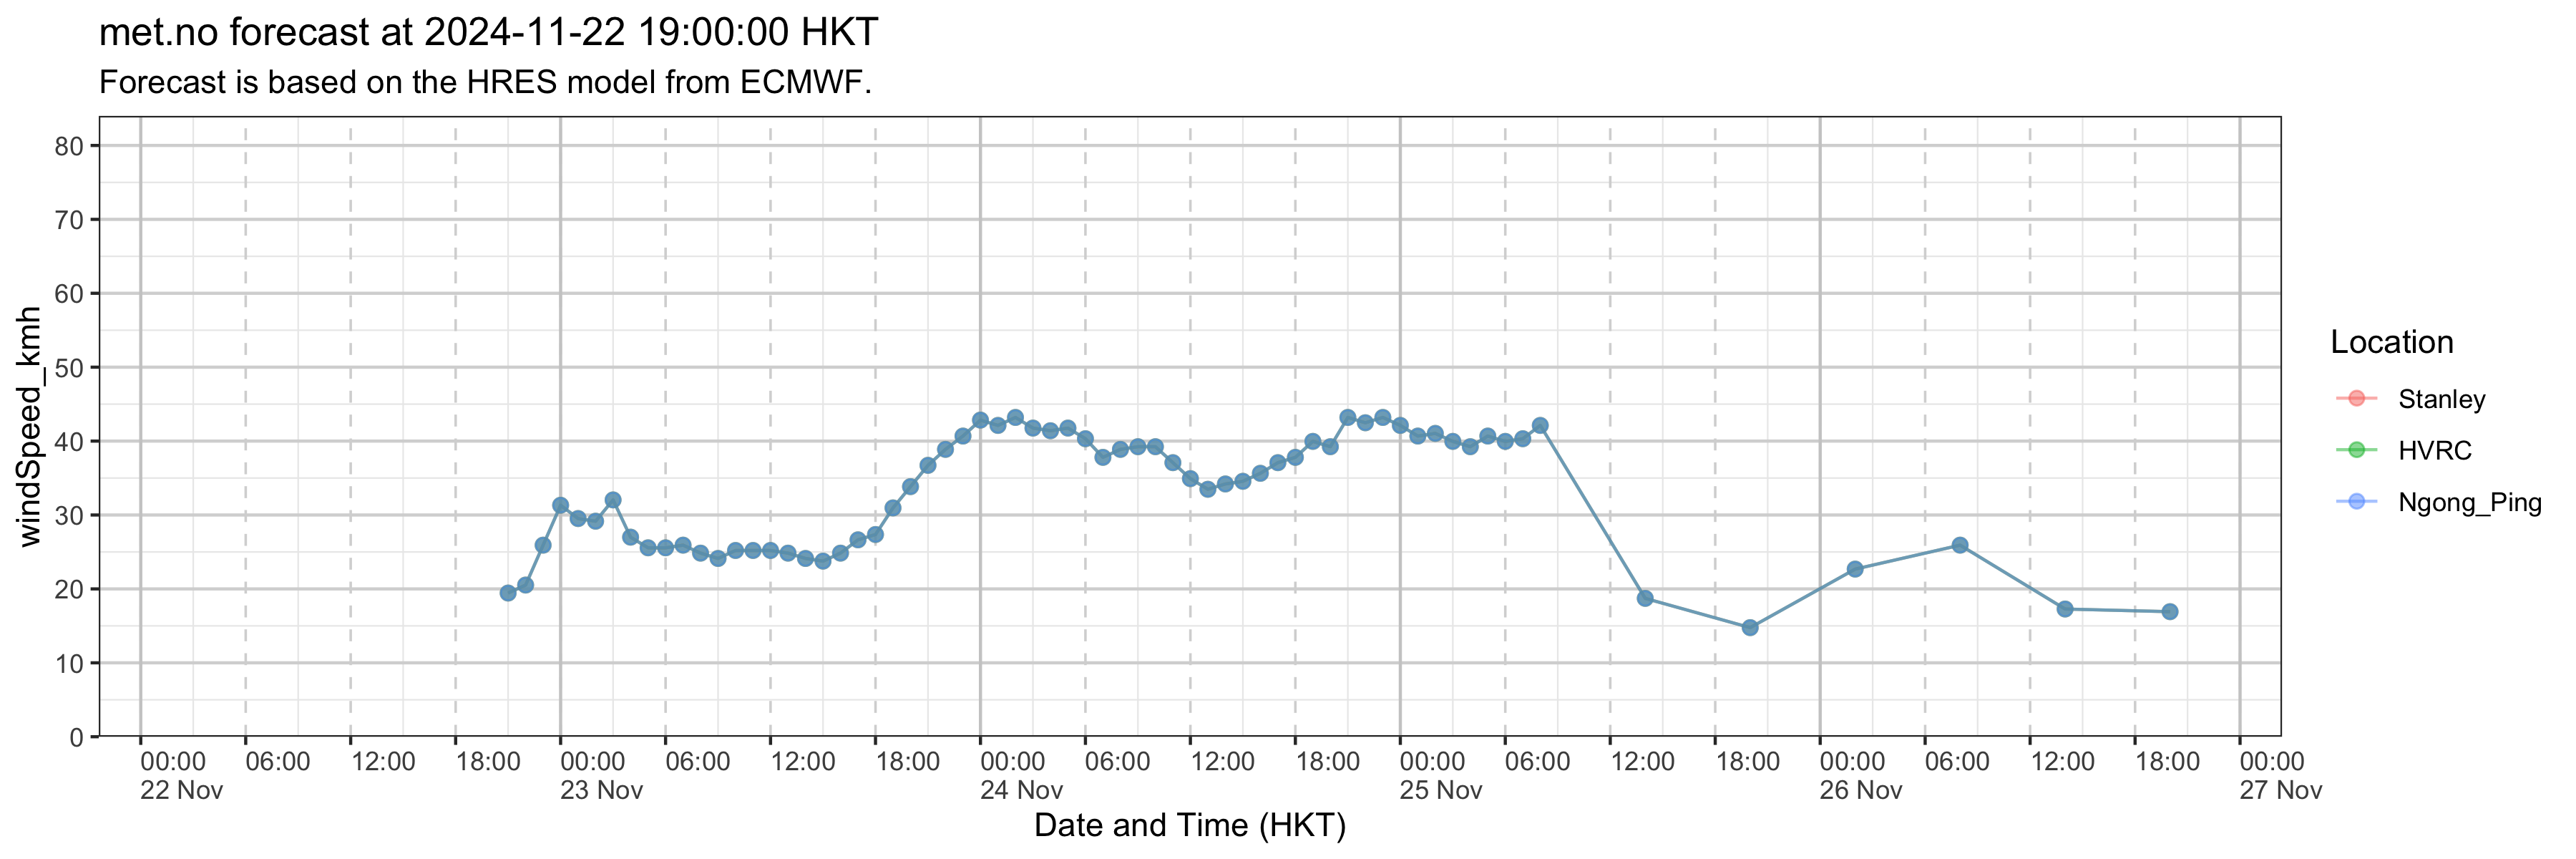 met.no forecast at 2024-11-22 19:00:00 HKT
Forecast is based on the HRES model from ECMWF.
windSpeed_kmh
80
70
60
50
40
30
20
10
0
00:00 06:00 12:00 18:00 00:00 06:00 12:00 18:00 00:00 06:00 12:00 18:00 00:00 06:00 12:00 18:00 00:00 06:00 12:00 18:00 00:00
22 Nov 23 Nov 24 Nov 25 Nov 26 Nov 27 Nov
Date and Time (HKT)
Location
Stanley
HVRC
Ngong_Ping